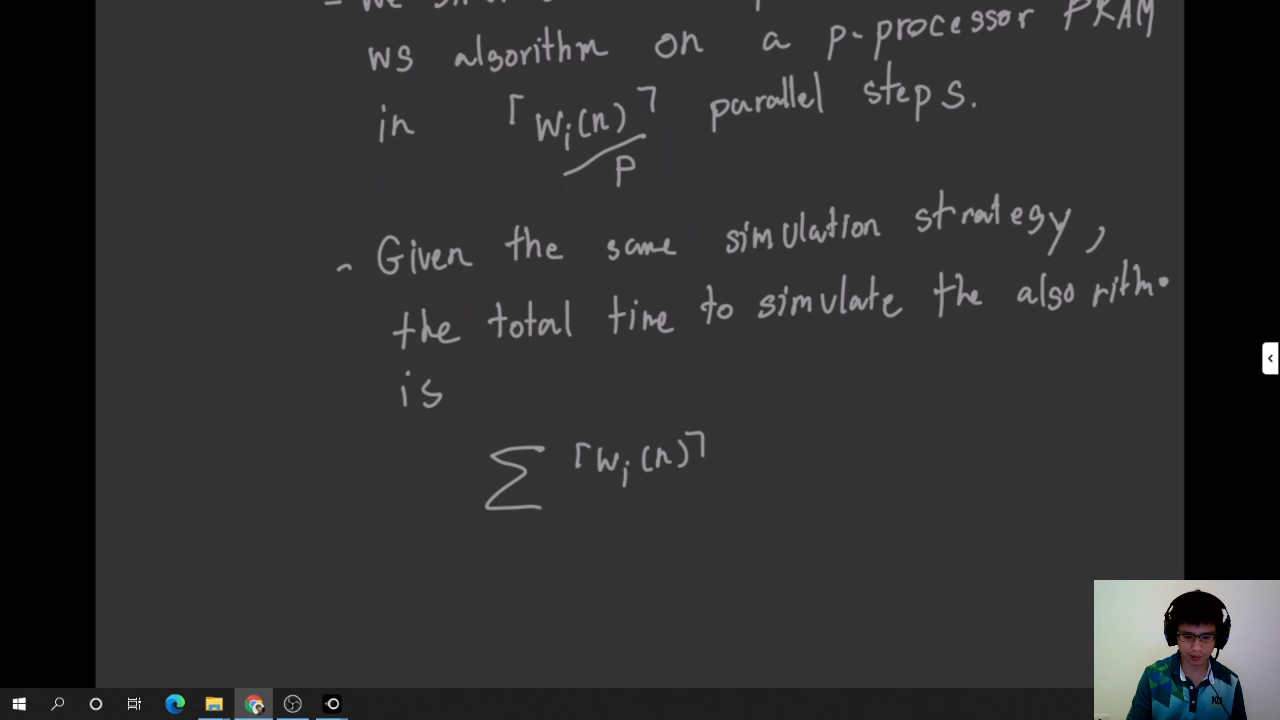 - We
ws algorithm on a p-processor PRAM
in ⌈Wi(n)⌉/P parallel steps.
- Given the same simulation strategy,
the total time to simulate the algorithm
is
∑ ⌈Wi(n)⌉